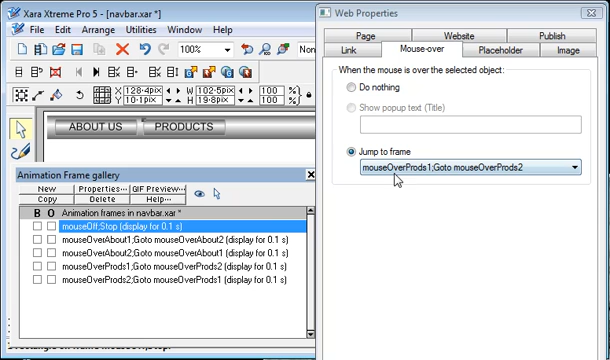 Xara Xtreme Pro 5 - [navbar.xar *]
File Edit Arrange Utilities Window Help
200%
X 128·4pix
Y 10·1pix
W 102·5pix
H 19·8pix
100 %
100 %
ABOUT US PRODUCTS
Animation Frame gallery
New Properties... GIF Preview...
Copy Delete Help...
B O Animation frames in navbar.xar *
mouseOff;Stop (display for 0.1 s)
mouseOverAbout1;Goto mouseOverAbout2 (display for 0.1 s)
mouseOverAbout2;Goto mouseOverAbout1 (display for 0.1 s)
mouseOverProds1;Goto mouseOverProds2 (display for 0.1 s)
mouseOverProds2;Goto mouseOverProds1 (display for 0.1 s)
Web Properties
Page Website Publish
Link Mouse-over Placeholder Image
When the mouse is over the selected object:
Do nothing
Show popup text (Title)
Jump to frame
mouseOverProds1;Goto mouseOverProds2